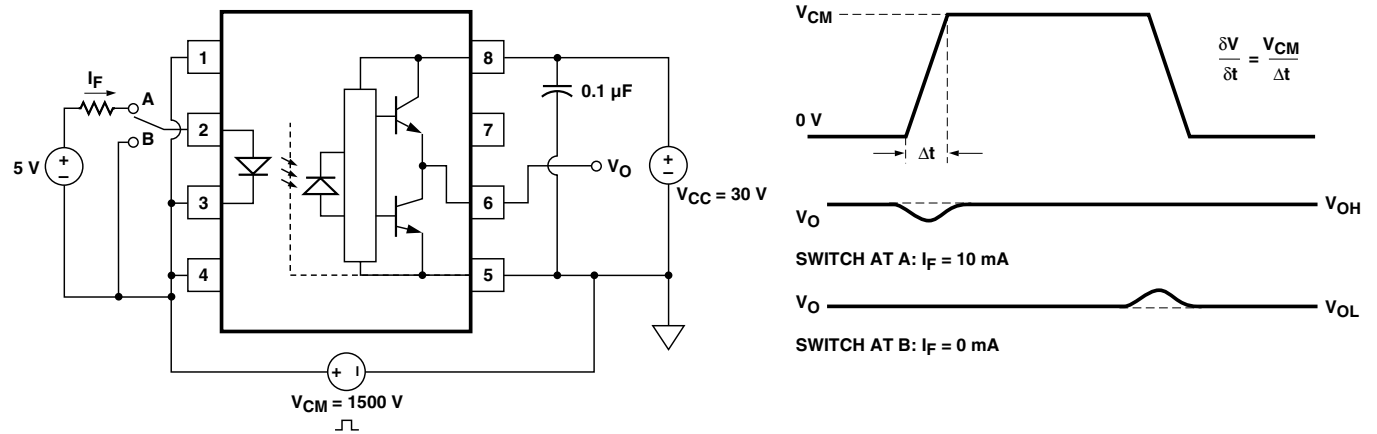 1
2
3
4
8
7
6
5
I_F
A
B
5 V
+
–
0.1 µF
V_O
+
–
V_CC = 30 V
+ –
V_CM = 1500 V
V_CM
0 V
Δt
δV/δt = V_CM/Δt
V_O
V_OH
SWITCH AT A: I_F = 10 mA
V_O
V_OL
SWITCH AT B: I_F = 0 mA